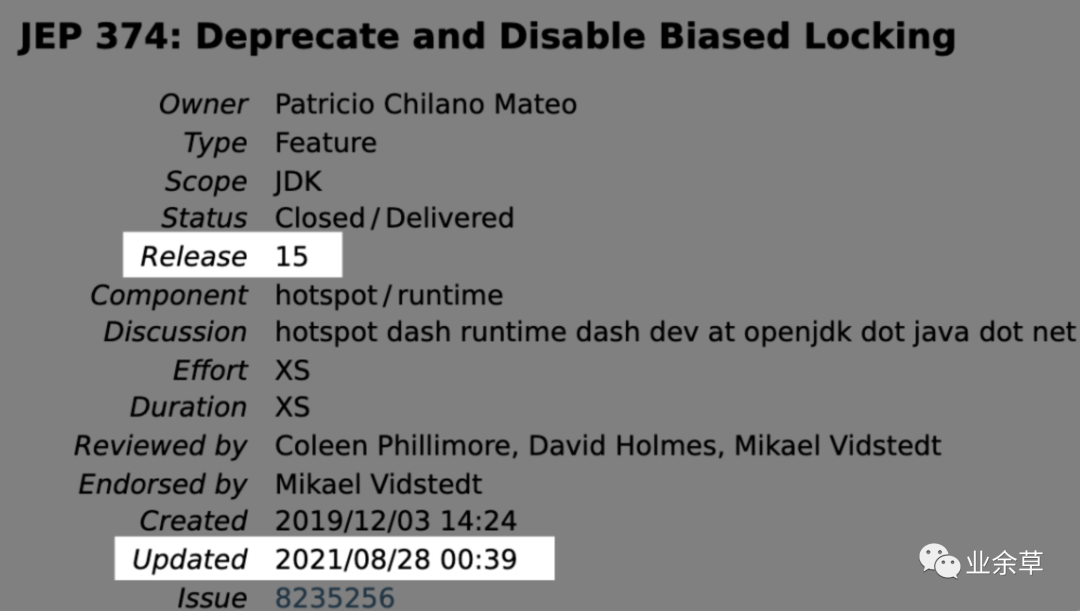 JEP 374: Deprecate and Disable Biased Locking
Owner Patricio Chilano Mateo
Type Feature
Scope JDK
Status Closed / Delivered
Release 15
Component hotspot / runtime
Discussion hotspot dash runtime dash dev at openjdk dot java dot net
Effort XS
Duration XS
Reviewed by Coleen Phillimore, David Holmes, Mikael Vidstedt
Endorsed by Mikael Vidstedt
Created 2019/12/03 14:24
Updated 2021/08/28 00:39
业余草
Issue 8235256